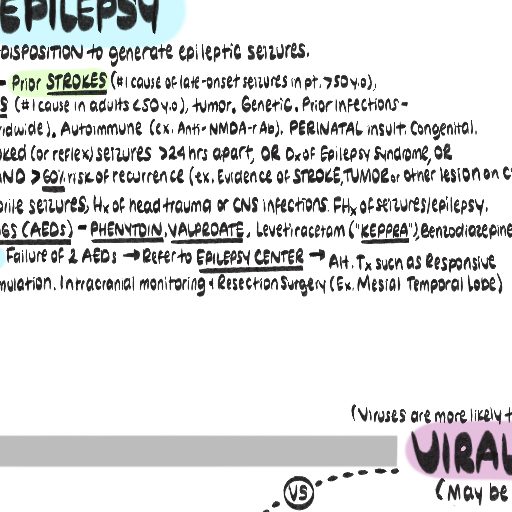 EPILEPSY
DISPOSITION to generate epileptic seizures.
- Prior STROKES (#1 cause of late-onset seizures in pt. >50 y.o),
S (#1 cause in adults <50 y.o), tumor. Genetic. Prior Infections -
ldwide). Autoimmune (ex. Anti-NMDA-r Ab). PERINATAL insult. Congenital.
oked (or reflex) seizures >24 hrs apart, OR Dx of Epilepsy Syndrome, OR
AND >60% risk of recurrence (ex. Evidence of STROKE, TUMOR or other lesion on C
brile seizures, Hx of head trauma or CNS infections. FHx of seizures/epilepsy.
GS (AEDs) - PHENYTOIN, VALPROATE, Levetiracetam ("KEPPRA"), Benzodiazepine
Failure of 2 AEDs → Refer to EPILEPSY CENTER → Alt. Tx such as Responsive
mulation. Intracranial monitoring & Resection Surgery (Ex. Mesial Temporal Lobe)
(Viruses are more likely t
VIRAL
VS
(May be